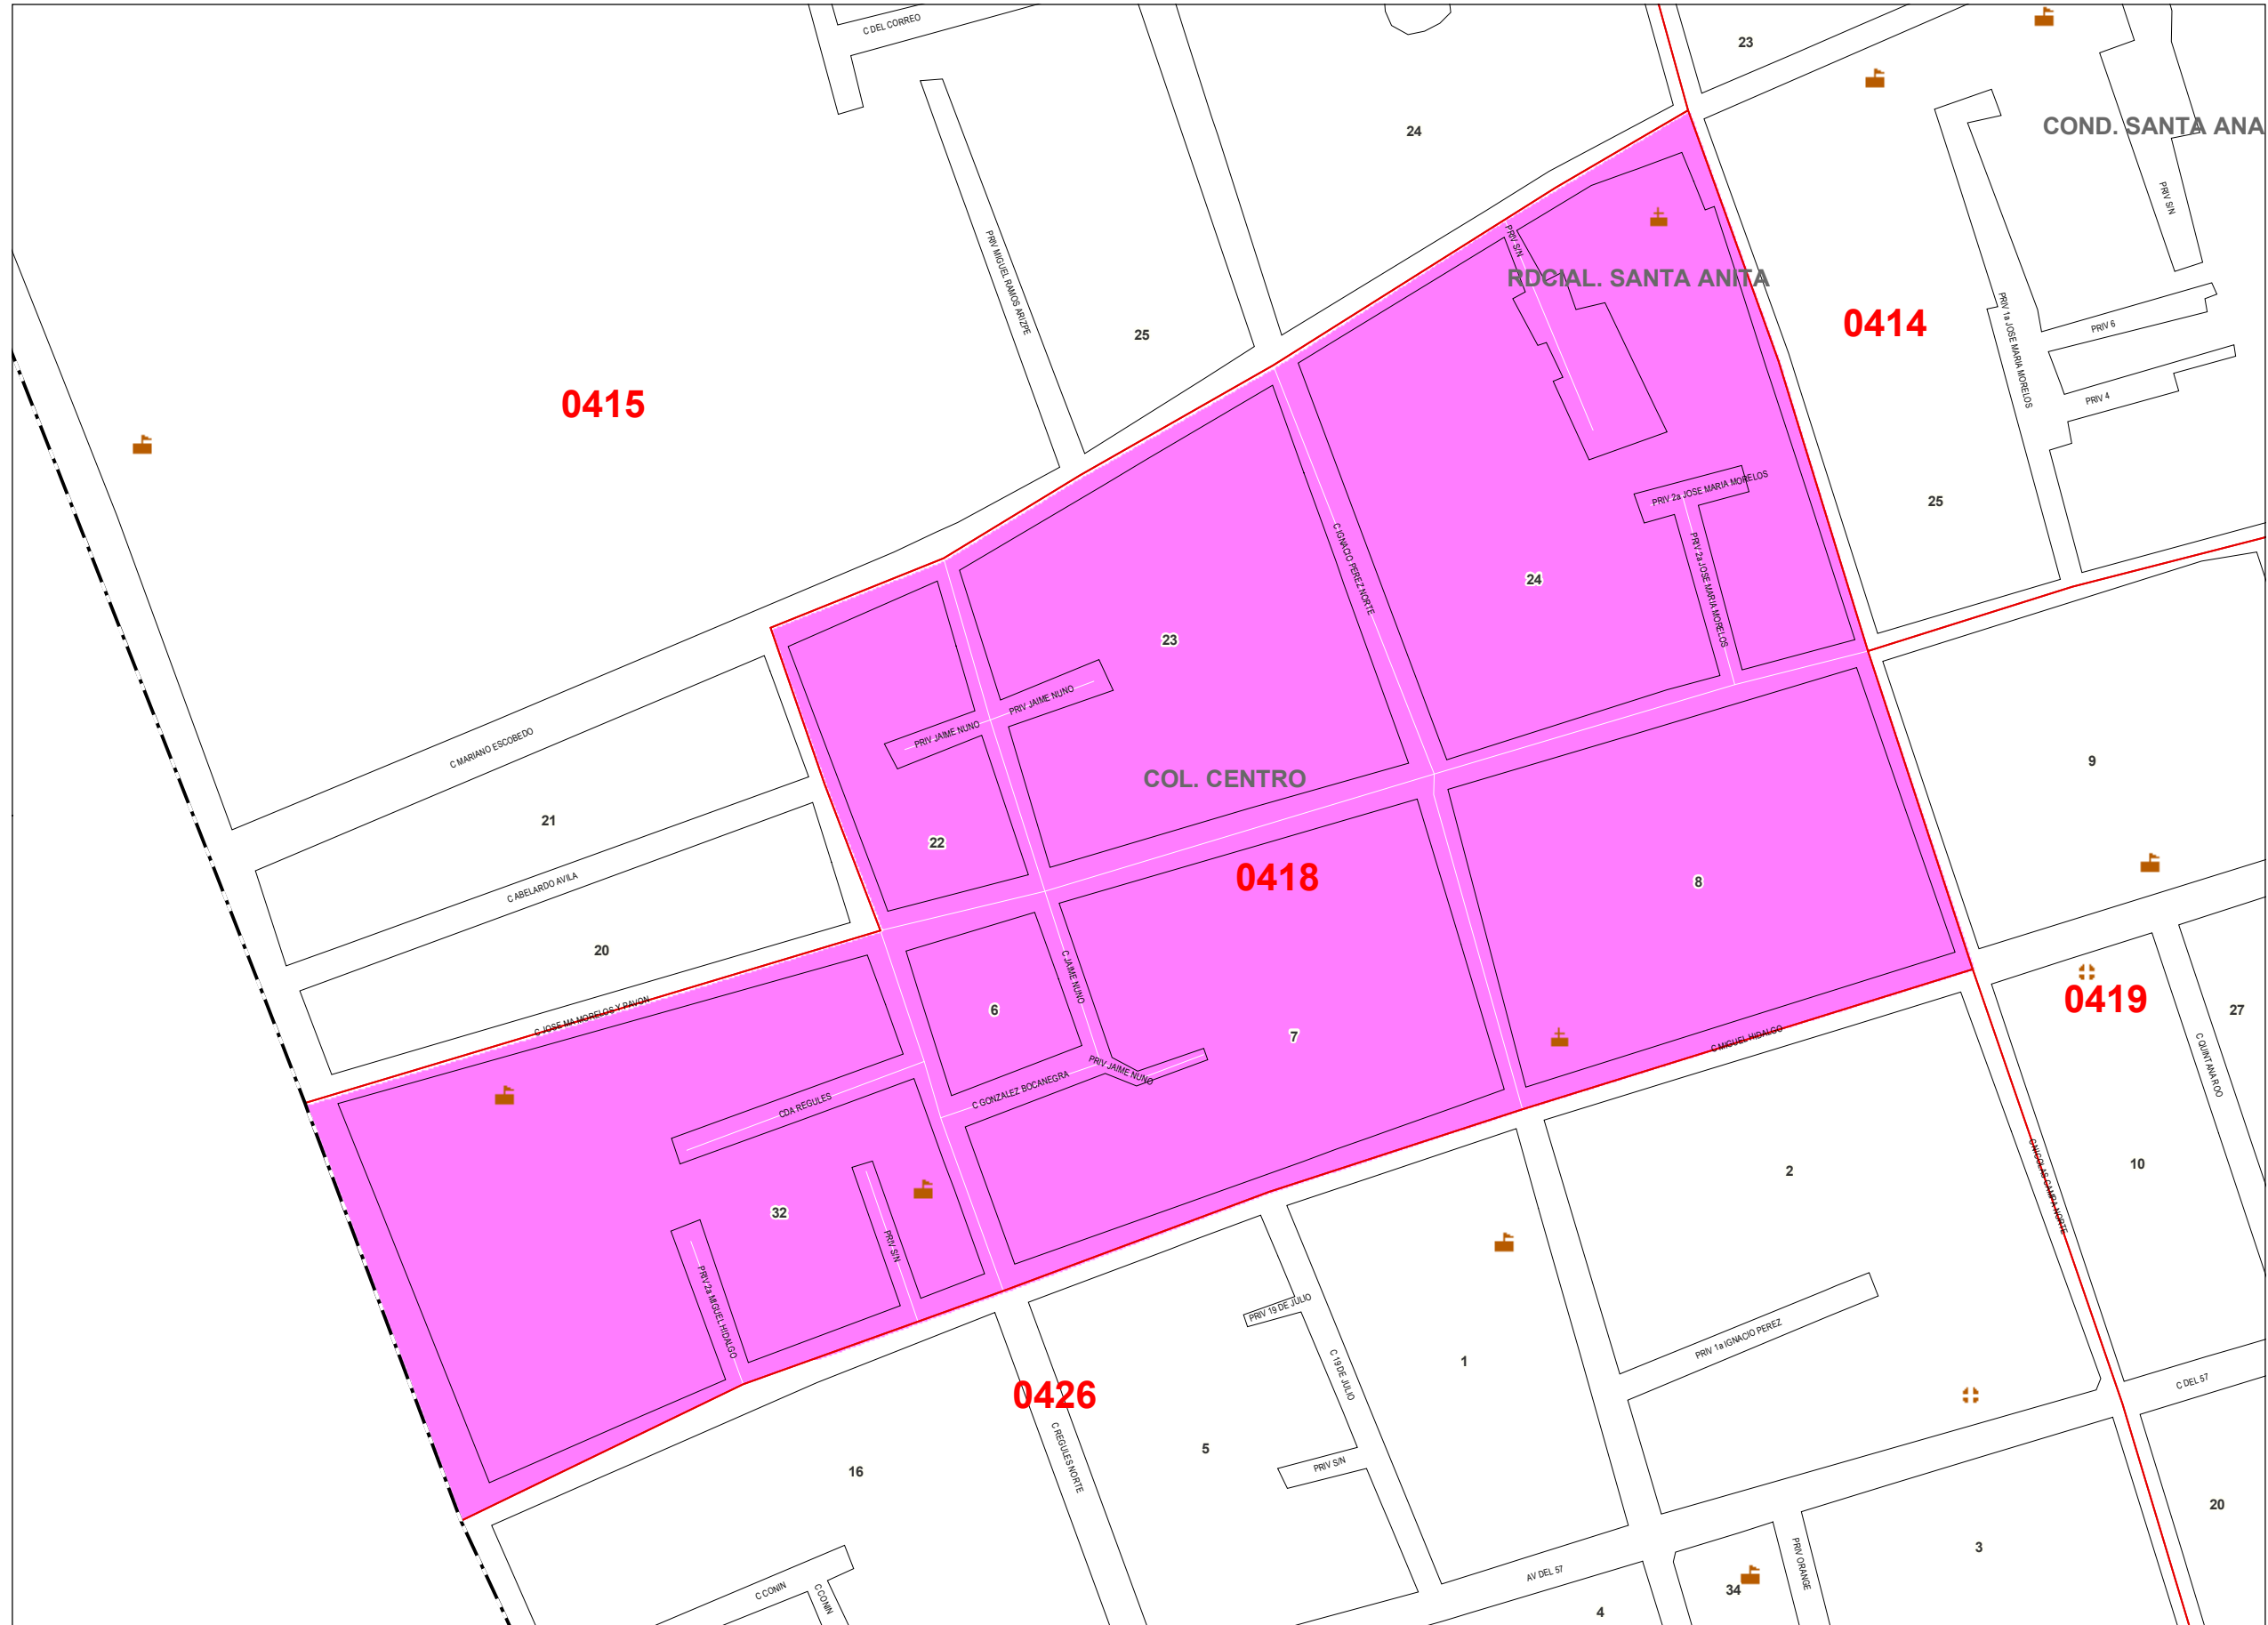 C DEL CORREO
23
24
COND. SANTA ANA
PRIV S/N
PRIV MIGUEL RAMOS ARIZPE
PRIV S/N
RDCIAL. SANTA ANITA
0414
PRIV 1a JOSE MARIA MORELOS
PRIV 6
25
PRIV 4
0415
PRIV 2a JOSE MARIA MORELOS
25
C IGNACIO PEREZ NORTE
PRIV 2a JOSE MARIA MORELOS
24
23
PRIV JAIME NUNO
PRIV JAIME NUNO
C MARIANO ESCOBEDO
COL. CENTRO
9
21
22
0418
8
C ABELARDO AVILA
20
C JAIME NUNO
0419
6
27
C JOSE MA MORELOS Y PAVON
7
C MIGUEL HIDALGO
C QUINTANA ROO
PRIV JAIME NUNO
C GONZALEZ BOCANEGRA
CDA REGULES
2
10
C NICOLAS CAMPA NORTE
32
PRIV S/N
PRIV 2a MIGUEL HIDALGO
PRIV 19 DE JULIO
PRIV 1a IGNACIO PEREZ
1
C 19 DE JULIO
C DEL 57
0426
C REGULES NORTE
5
16
PRIV S/N
20
3
PRIV ORANGE
AV DEL 57
C CONIN
C CONIN
34
4